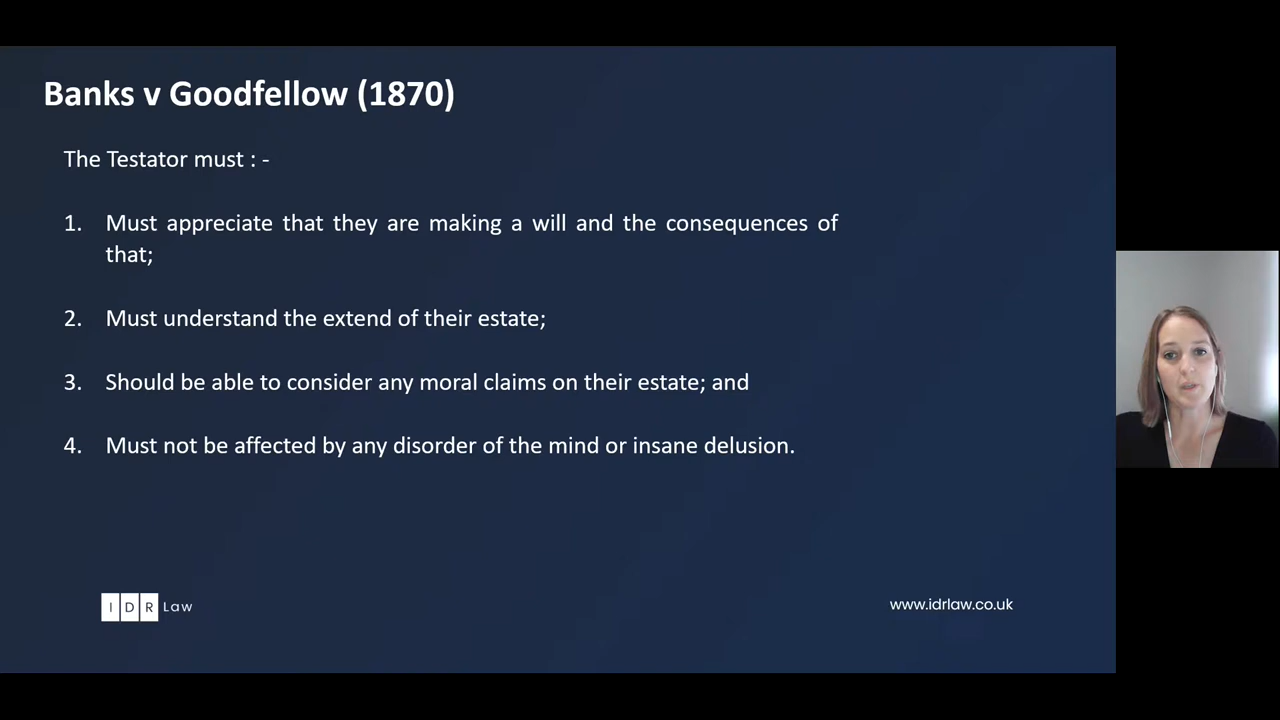 Banks v Goodfellow (1870)
The Testator must : -
1. Must appreciate that they are making a will and the consequences of
that;
2. Must understand the extend of their estate;
3. Should be able to consider any moral claims on their estate; and
4. Must not be affected by any disorder of the mind or insane delusion.
IDR Law
www.idrlaw.co.uk